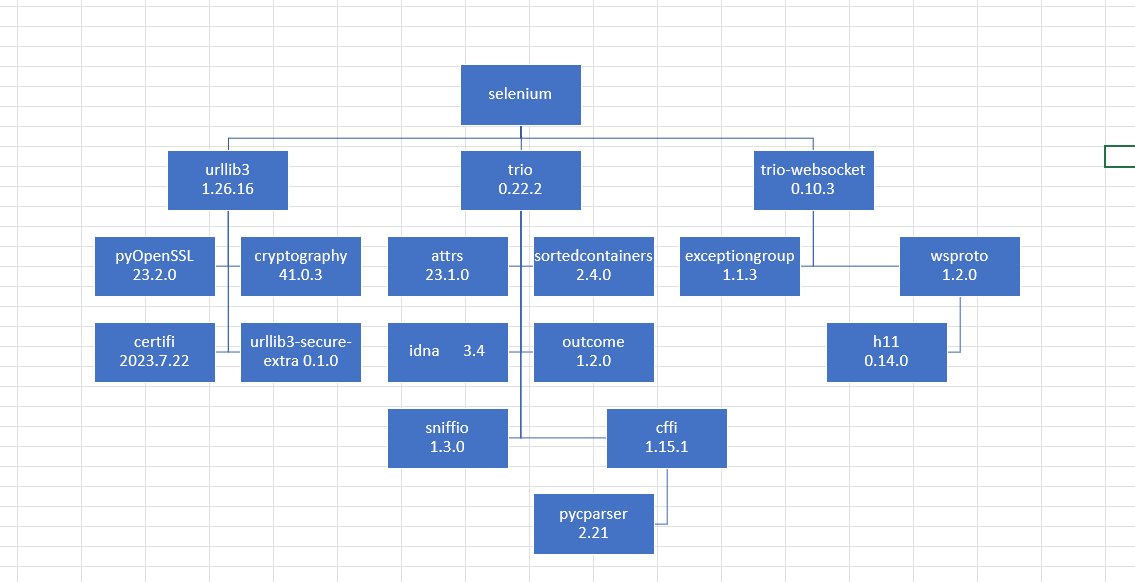 selenium
urllib3
1.26.16
trio
0.22.2
trio-websocket
0.10.3
pyOpenSSL
23.2.0
cryptography
41.0.3
attrs
23.1.0
sortedcontainers
2.4.0
exceptiongroup
1.1.3
wsproto
1.2.0
certifi
2023.7.22
urllib3-secure-
extra 0.1.0
idna 3.4
outcome
1.2.0
h11
0.14.0
sniffio
1.3.0
cffi
1.15.1
pycparser
2.21